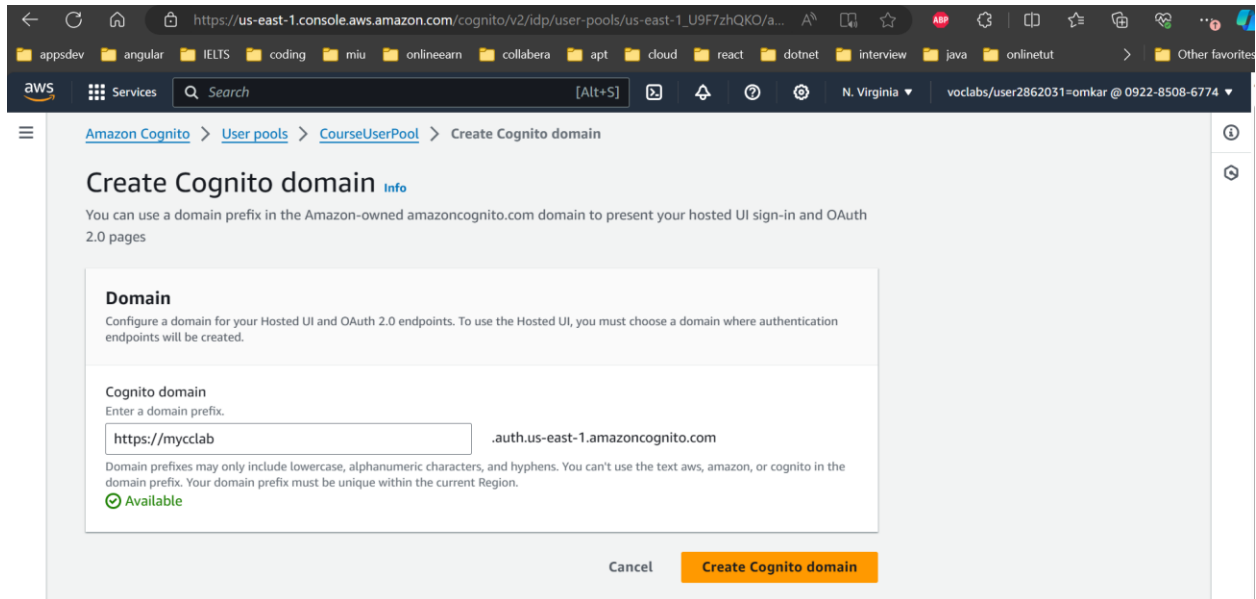 https://us-east-1.console.aws.amazon.com/cognito/v2/idp/user-pools/us-east-1_U9F7zhQKO/a... A ABP
appsdev angular IELTS coding miu onlineearn collabera apt cloud react dotnet interview java onlinetut > Other favorites
aws Services Search [Alt+S] N. Virginia ▼ voclabs/user2862031=omkar @ 0922-8508-6774 ▼
Amazon Cognito > User pools > CourseUserPool > Create Cognito domain
Create Cognito domain Info
You can use a domain prefix in the Amazon-owned amazoncognito.com domain to present your hosted UI sign-in and OAuth
2.0 pages
Domain
Configure a domain for your Hosted UI and OAuth 2.0 endpoints. To use the Hosted UI, you must choose a domain where authentication
endpoints will be created.
Cognito domain
Enter a domain prefix.
https://mycclab .auth.us-east-1.amazoncognito.com
Domain prefixes may only include lowercase, alphanumeric characters, and hyphens. You can't use the text aws, amazon, or cognito in the
domain prefix. Your domain prefix must be unique within the current Region.
Available
Cancel Create Cognito domain